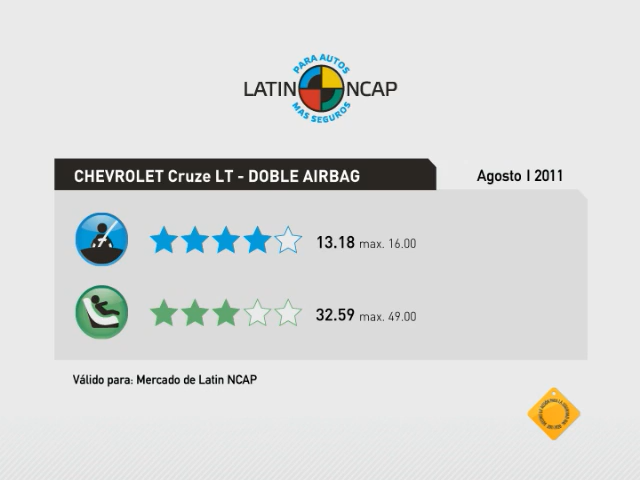 PARA AUTOS
LATIN NCAP
MAS SEGUROS
CHEVROLET Cruze LT - DOBLE AIRBAG
Agosto I 2011
13.18 max. 16.00
32.59 max. 49.00
Válido para: Mercado de Latin NCAP